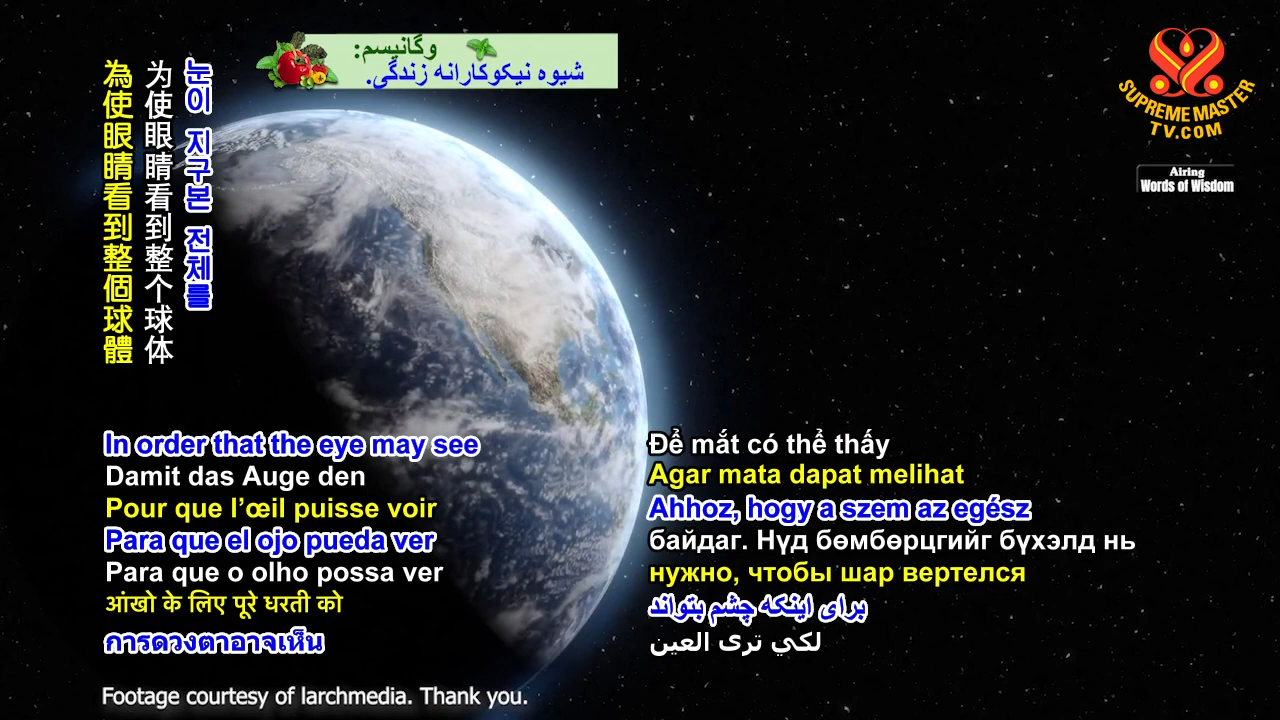 وگانیسم:
شیوه نیکوکارانه زندگی.
SUPREME MASTER
TV.COM
Airing
Words of Wisdom
눈이 지구본 전체를
为使眼睛看到整个球体
為使眼睛看到整個球體
In order that the eye may see
Damit das Auge den
Pour que l’œil puisse voir
Para que el ojo pueda ver
Para que o olho possa ver
आंखो के लिए पूरे धरती को
การดวงตาอาจเห็น
Để mắt có thể thấy
Agar mata dapat melihat
Ahhoz, hogy a szem az egész
байдаг. Нүд бөмбөрцгийг бүхэлд нь
нужно, чтобы шар вертелся
برای اینکه چشم بتواند
لكي ترى العين
Footage courtesy of larchmedia. Thank you.